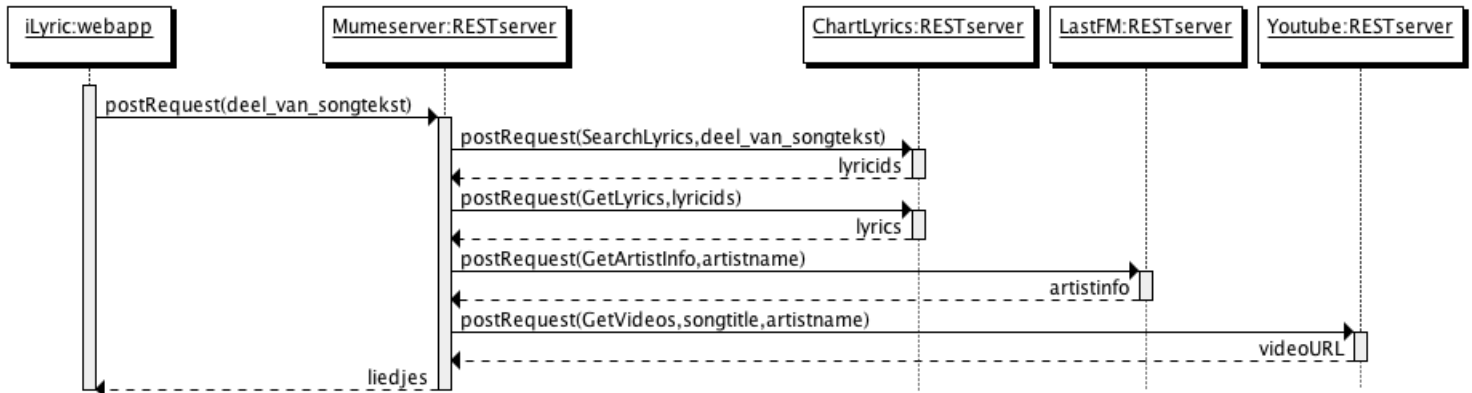 iLyric:webapp
Mumeserver:RESTserver
ChartLyrics:RESTserver
LastFM:RESTserver
Youtube:RESTserver
postRequest(deel_van_songtekst)
postRequest(SearchLyrics,deel_van_songtekst)
lyricids
postRequest(GetLyrics,lyricids)
lyrics
postRequest(GetArtistInfo,artistname)
artistinfo
postRequest(GetVideos,songtitle,artistname)
videoURL
liedjes